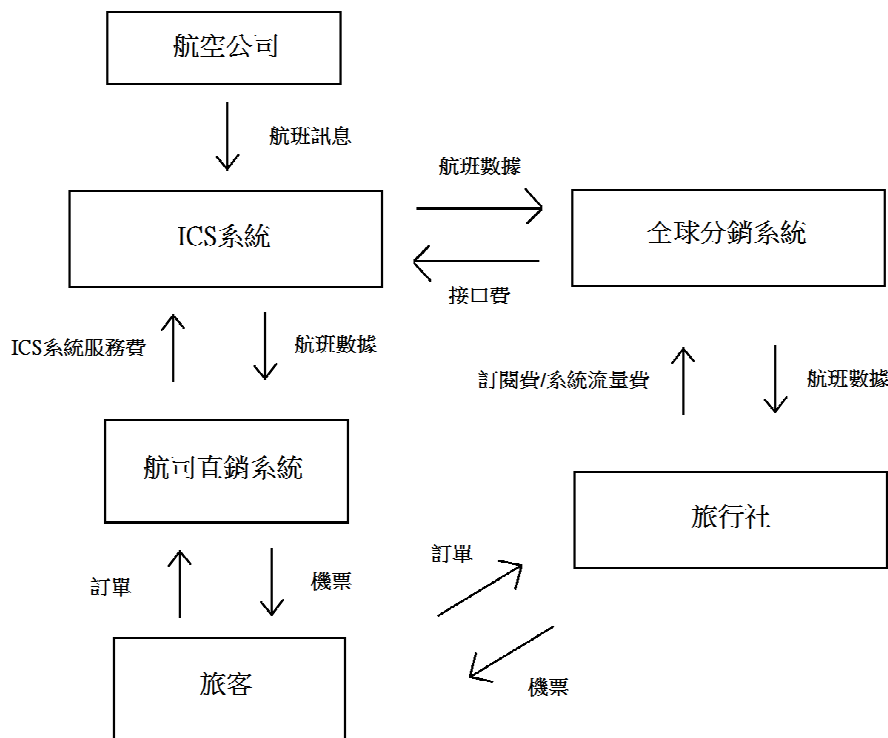 航空公司
航班訊息
航班數據
ICS系統
全球分銷系統
接口費
ICS系統服務費
航班數據
訂閱費/系統流量費
航班數據
航司直銷系統
旅行社
訂單
機票
訂單
機票
旅客